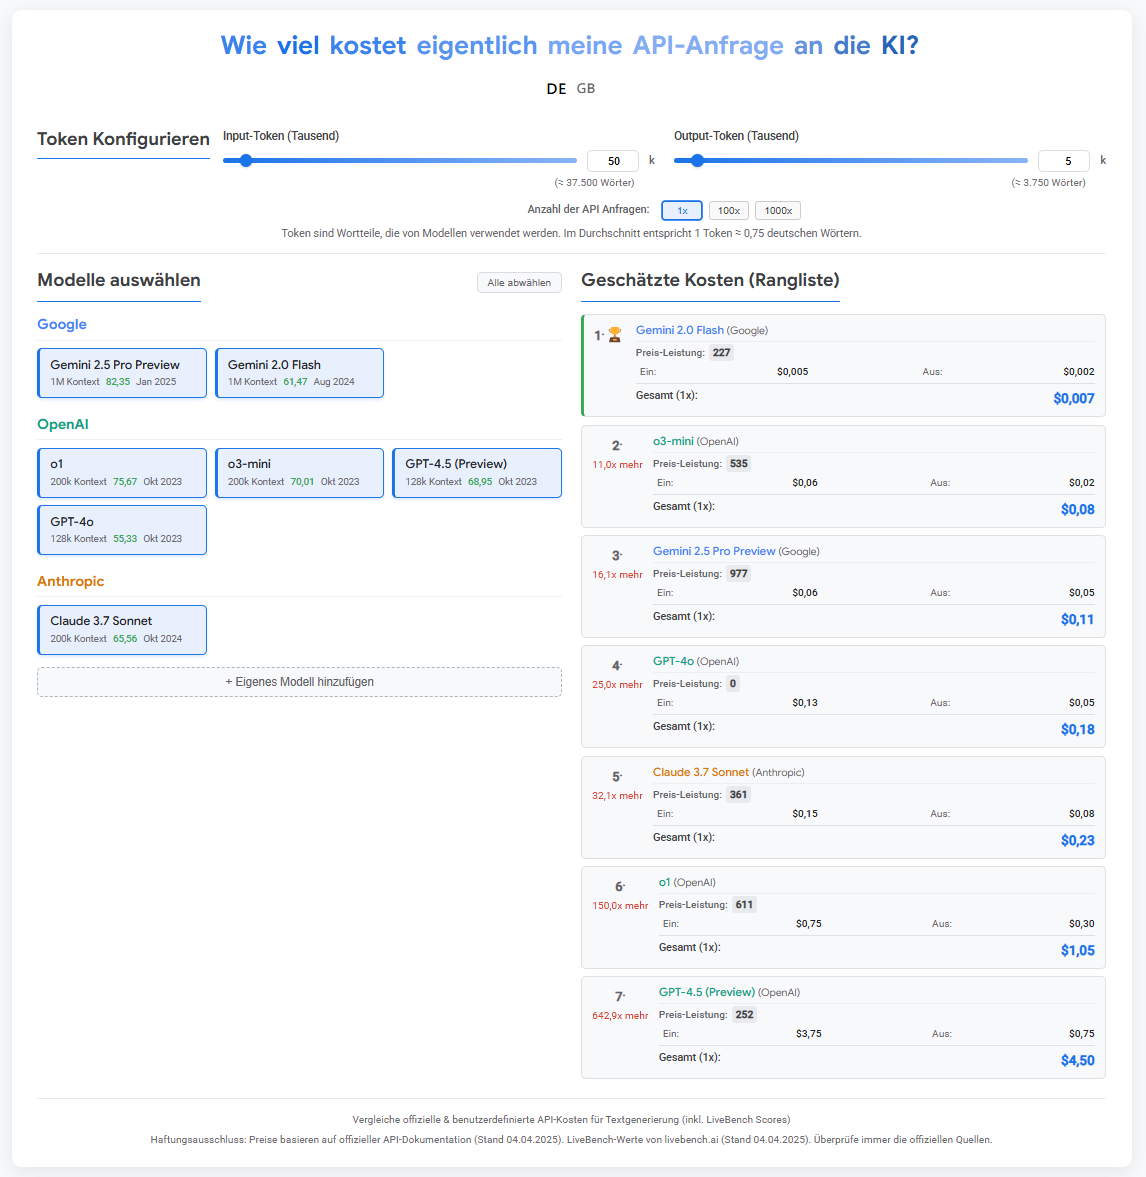 Wie viel kostet eigentlich meine API-Anfrage an die KI?
DE GB
Token Konfigurieren
Input-Token (Tausend)
50 k
(≈ 37.500 Wörter)
Output-Token (Tausend)
5 k
(≈ 3.750 Wörter)
Anzahl der API Anfragen: 1x 100x 1000x
Token sind Wortteile, die von Modellen verwendet werden. Im Durchschnitt entspricht 1 Token ≈ 0,75 deutschen Wörtern.
Modelle auswählen
Alle abwählen
Google
Gemini 2.5 Pro Preview
1M Kontext 82,35 Jan 2025
Gemini 2.0 Flash
1M Kontext 61,47 Aug 2024
OpenAI
o1
200k Kontext 75,67 Okt 2023
o3-mini
200k Kontext 70,01 Okt 2023
GPT-4.5 (Preview)
128k Kontext 68,95 Okt 2023
GPT-4o
128k Kontext 55,33 Okt 2023
Anthropic
Claude 3.7 Sonnet
200k Kontext 65,56 Okt 2024
+ Eigenes Modell hinzufügen
Geschätzte Kosten (Rangliste)
1.
Gemini 2.0 Flash (Google)
Preis-Leistung: 227
Ein: $0,005 Aus: $0,002
Gesamt (1x): $0,007
2.
11,0x mehr
o3-mini (OpenAI)
Preis-Leistung: 535
Ein: $0,06 Aus: $0,02
Gesamt (1x): $0,08
3.
16,1x mehr
Gemini 2.5 Pro Preview (Google)
Preis-Leistung: 977
Ein: $0,06 Aus: $0,05
Gesamt (1x): $0,11
4.
25,0x mehr
GPT-4o (OpenAI)
Preis-Leistung: 0
Ein: $0,13 Aus: $0,05
Gesamt (1x): $0,18
5.
32,1x mehr
Claude 3.7 Sonnet (Anthropic)
Preis-Leistung: 361
Ein: $0,15 Aus: $0,08
Gesamt (1x): $0,23
6.
150,0x mehr
o1 (OpenAI)
Preis-Leistung: 611
Ein: $0,75 Aus: $0,30
Gesamt (1x): $1,05
7.
642,9x mehr
GPT-4.5 (Preview) (OpenAI)
Preis-Leistung: 252
Ein: $3,75 Aus: $0,75
Gesamt (1x): $4,50
Vergleiche offizielle & benutzerdefinierte API-Kosten für Textgenerierung (inkl. LiveBench Scores)
Haftungsausschluss: Preise basieren auf offizieller API-Dokumentation (Stand 04.04.2025). LiveBench-Werte von livebench.ai (Stand 04.04.2025). Überprüfe immer die offiziellen Quellen.